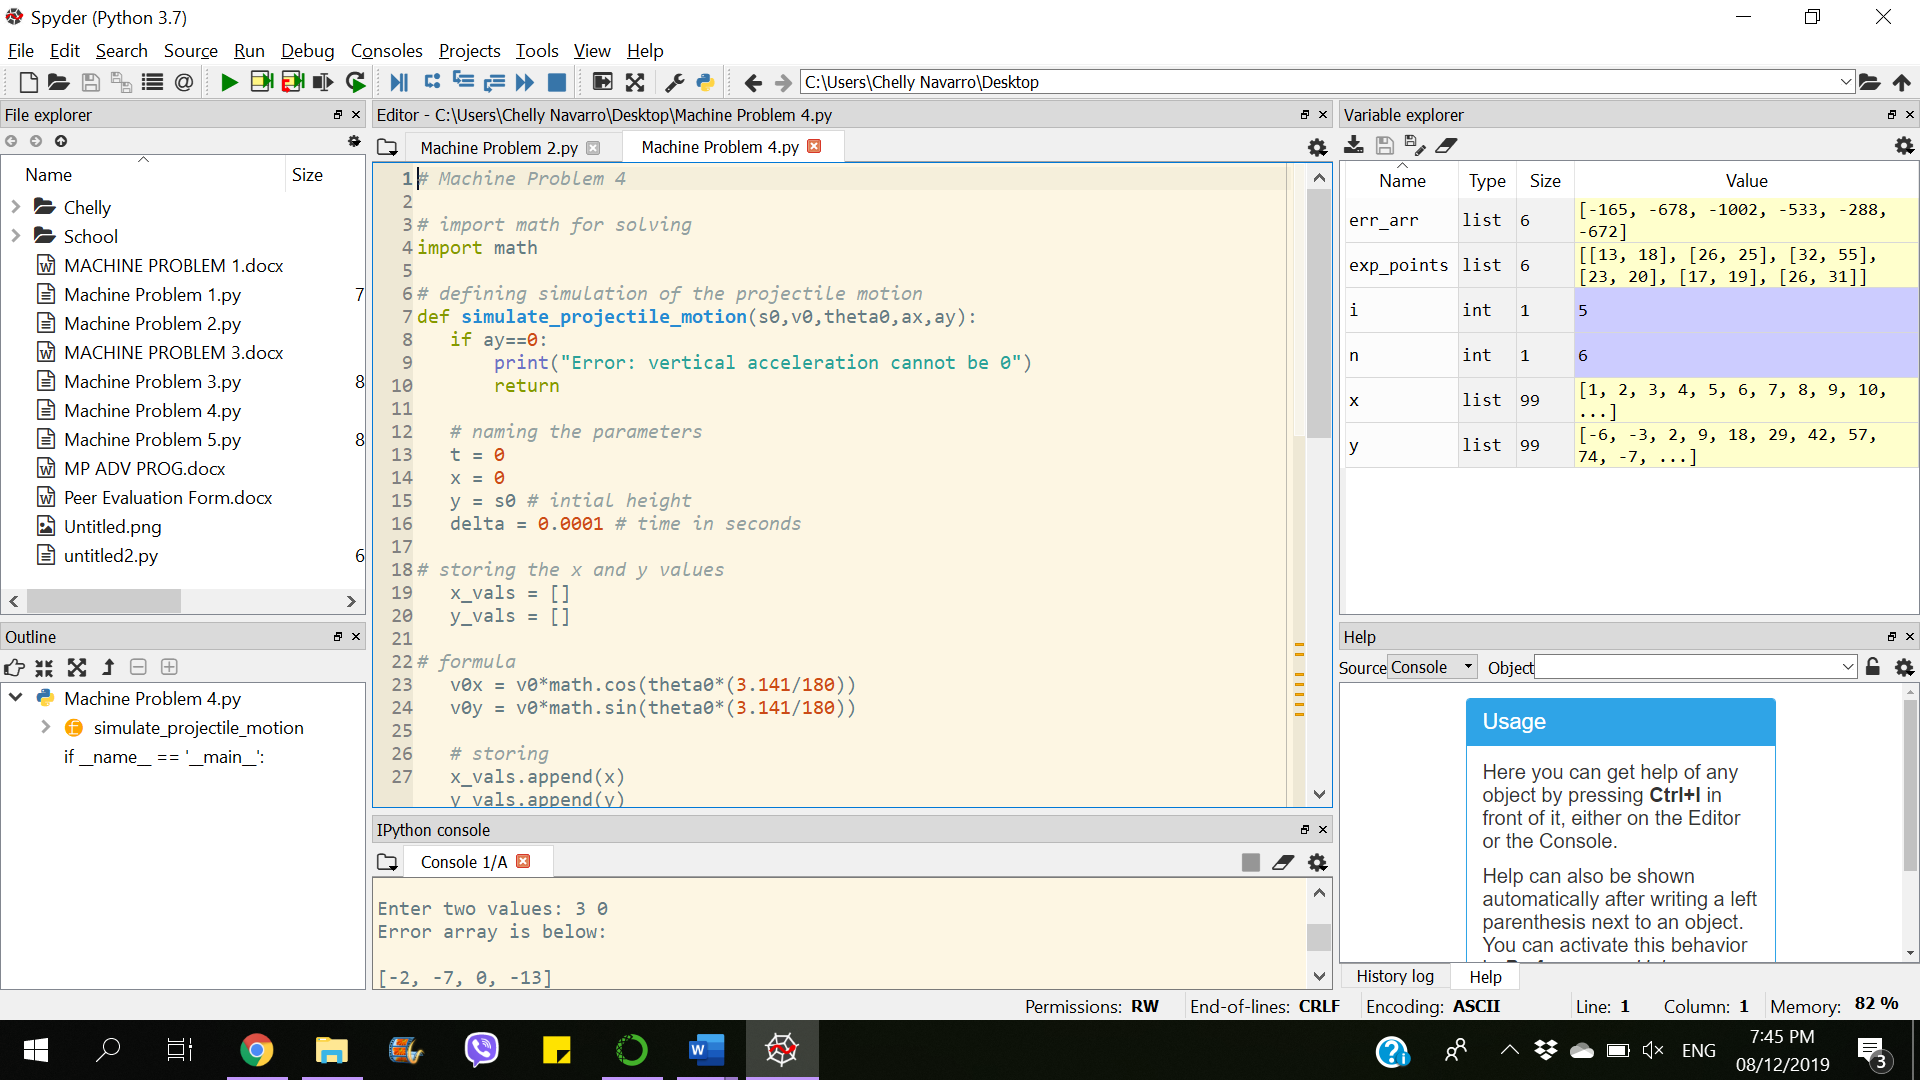 Spyder (Python 3.7)
File Edit Search Source Run Debug Consoles Projects Tools View Help
C:\Users\Chelly Navarro\Desktop
File explorer
Name Size
Chelly
School
MACHINE PROBLEM 1.docx
Machine Problem 1.py 7
Machine Problem 2.py
MACHINE PROBLEM 3.docx
Machine Problem 3.py 8
Machine Problem 4.py
Machine Problem 5.py 8
MP ADV PROG.docx
Peer Evaluation Form.docx
Untitled.png
untitled2.py 6
Outline
Machine Problem 4.py
simulate_projectile_motion
if __name__ == '__main__':
Editor - C:\Users\Chelly Navarro\Desktop\Machine Problem 4.py
Machine Problem 2.py Machine Problem 4.py
1 # Machine Problem 4
2
3 # import math for solving
4 import math
5
6 # defining simulation of the projectile motion
7 def simulate_projectile_motion(s0,v0,theta0,ax,ay):
8 if ay==0:
9 print("Error: vertical acceleration cannot be 0")
10 return
11
12 # naming the parameters
13 t = 0
14 x = 0
15 y = s0 # intial height
16 delta = 0.0001 # time in seconds
17
18 # storing the x and y values
19 x_vals = []
20 y_vals = []
21
22 # formula
23 v0x = v0*math.cos(theta0*(3.141/180))
24 v0y = v0*math.sin(theta0*(3.141/180))
25
26 # storing
27 x_vals.append(x)
y_vals.append(y)
IPython console
Console 1/A
Enter two values: 3 0
Error array is below:
[-2, -7, 0, -13]
Variable explorer
Name Type Size Value
err_arr list 6 [-165, -678, -1002, -533, -288,
-672]
exp_points list 6 [[13, 18], [26, 25], [32, 55],
[23, 20], [17, 19], [26, 31]]
i int 1 5
n int 1 6
x list 99 [1, 2, 3, 4, 5, 6, 7, 8, 9, 10,
...]
y list 99 [-6, -3, 2, 9, 18, 29, 42, 57,
74, -7, ...]
Help
Source Console Object
Usage
Here you can get help of any
object by pressing Ctrl+I in
front of it, either on the Editor
or the Console.
Help can also be shown
automatically after writing a left
parenthesis next to an object.
You can activate this behavior
History log Help
Permissions: RW End-of-lines: CRLF Encoding: ASCII Line: 1 Column: 1 Memory: 82 %
ENG
7:45 PM
08/12/2019
3